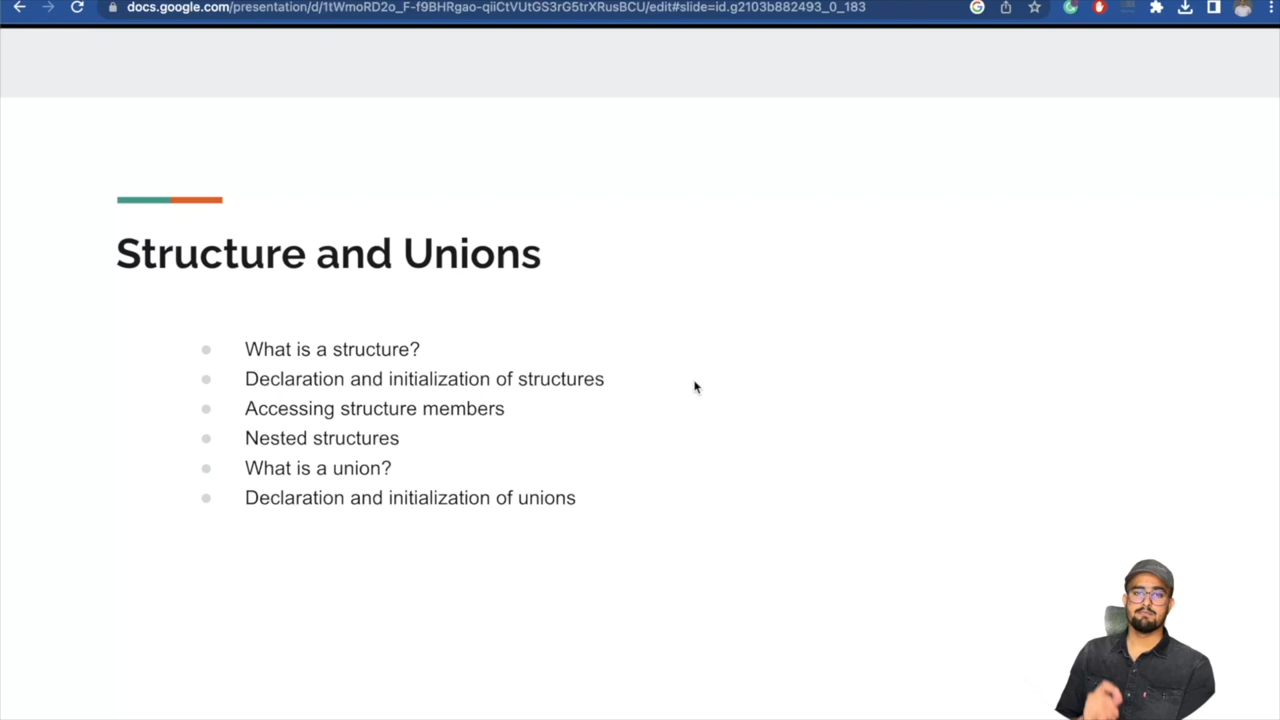 docs.google.com/presentation/d/1tWmoRD2o_F-f9BHRgao-qiiCtVUtGS3rG5trXRusBCU/edit#slide=id.g2103b882493_0_183
Structure and Unions
What is a structure?
Declaration and initialization of structures
Accessing structure members
Nested structures
What is a union?
Declaration and initialization of unions